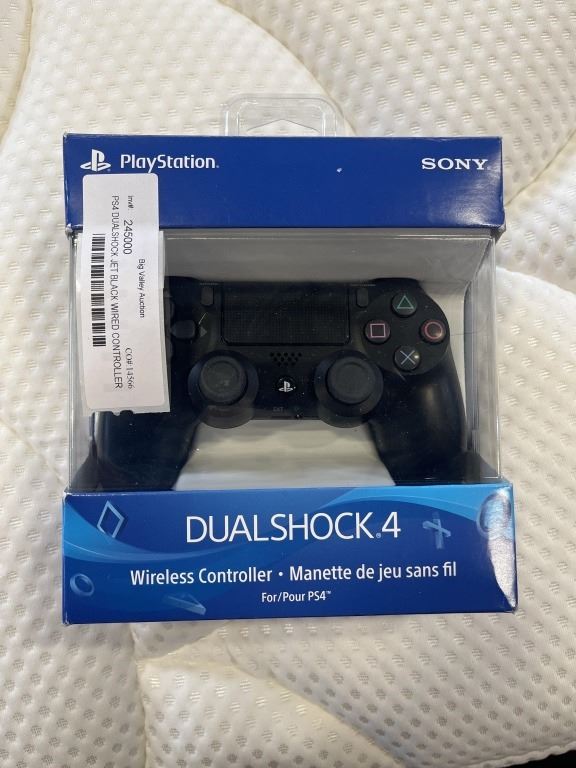 PlayStation®
SONY®
Inv#: 245000 Big Valley Auction CO#:14566
PS4 DUALSHOCK JET BLACK WIRED CONTROLLER
DUALSHOCK®4
Wireless Controller • Manette de jeu sans fil
For/Pour PS4™